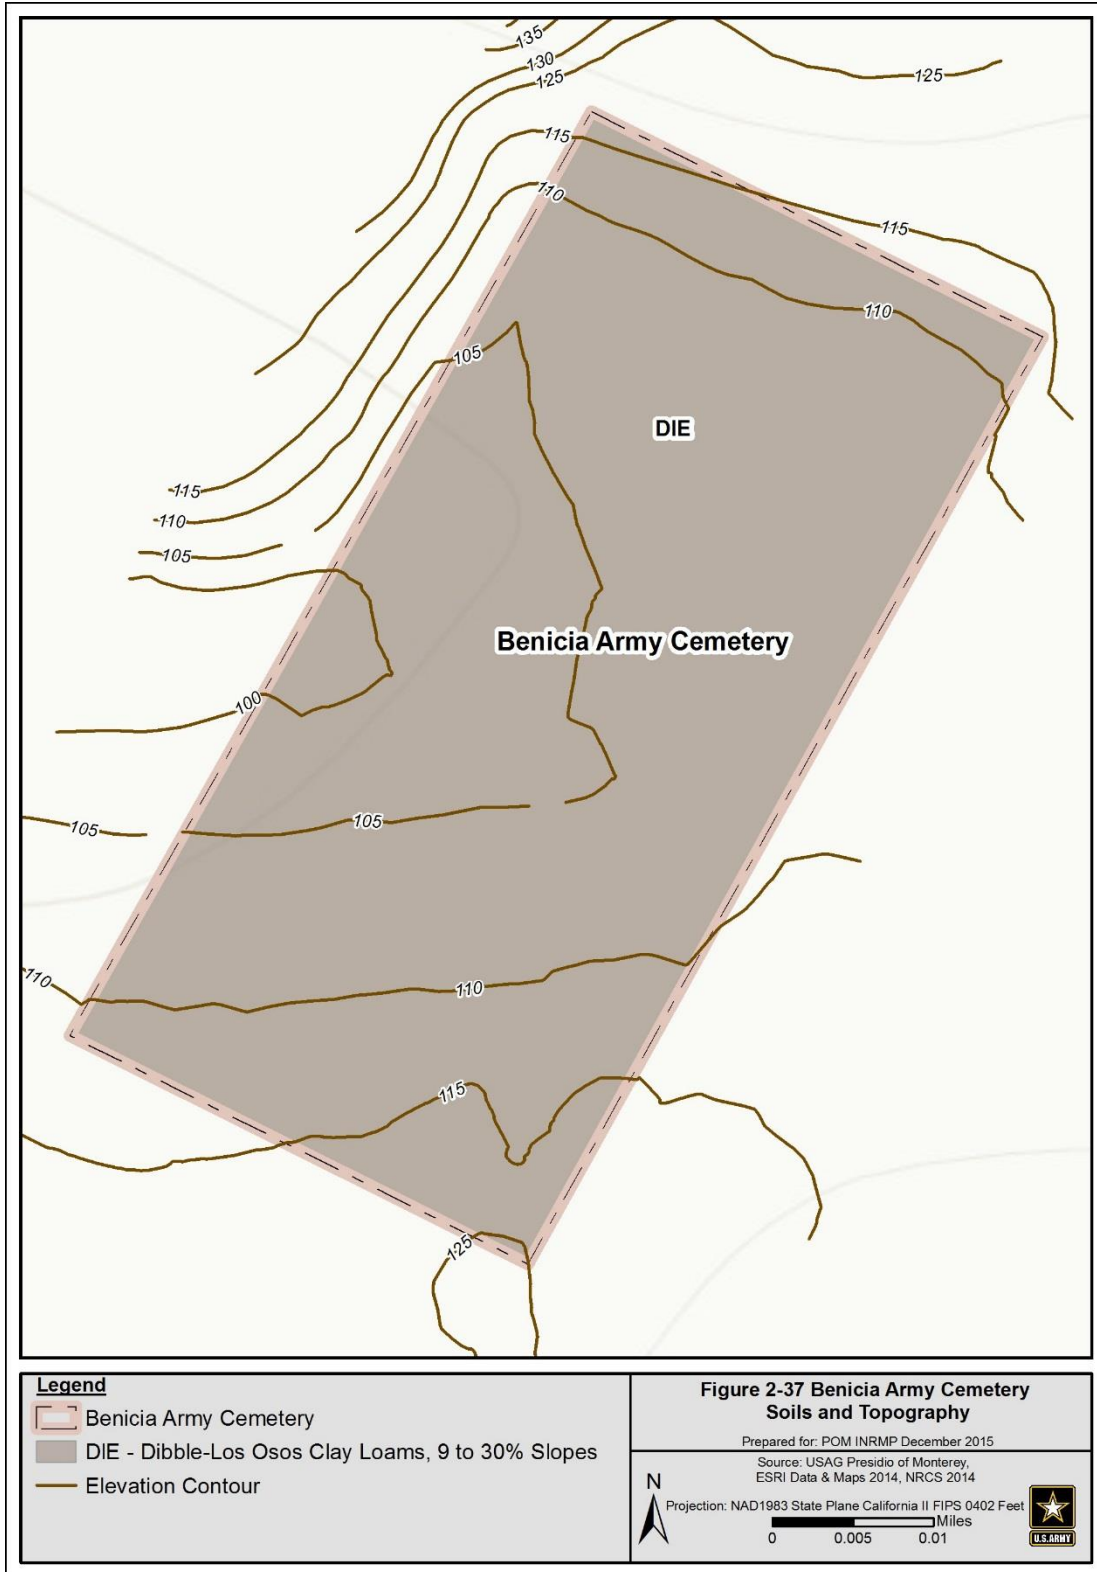 135
130
125
125
115
115
110
110
105
DIE
115
110
105
Benicia Army Cemetery
100
105
105
110
110
115
125
Legend
Benicia Army Cemetery
DIE - Dibble-Los Osos Clay Loams, 9 to 30% Slopes
Elevation Contour
Figure 2-37 Benicia Army Cemetery
Soils and Topography
Prepared for: POM INRMP December 2015
Source: USAG Presidio of Monterey,
ESRI Data & Maps 2014, NRCS 2014
N
Projection: NAD1983 State Plane California II FIPS 0402 Feet
Miles
0 0.005 0.01
U.S.ARMY